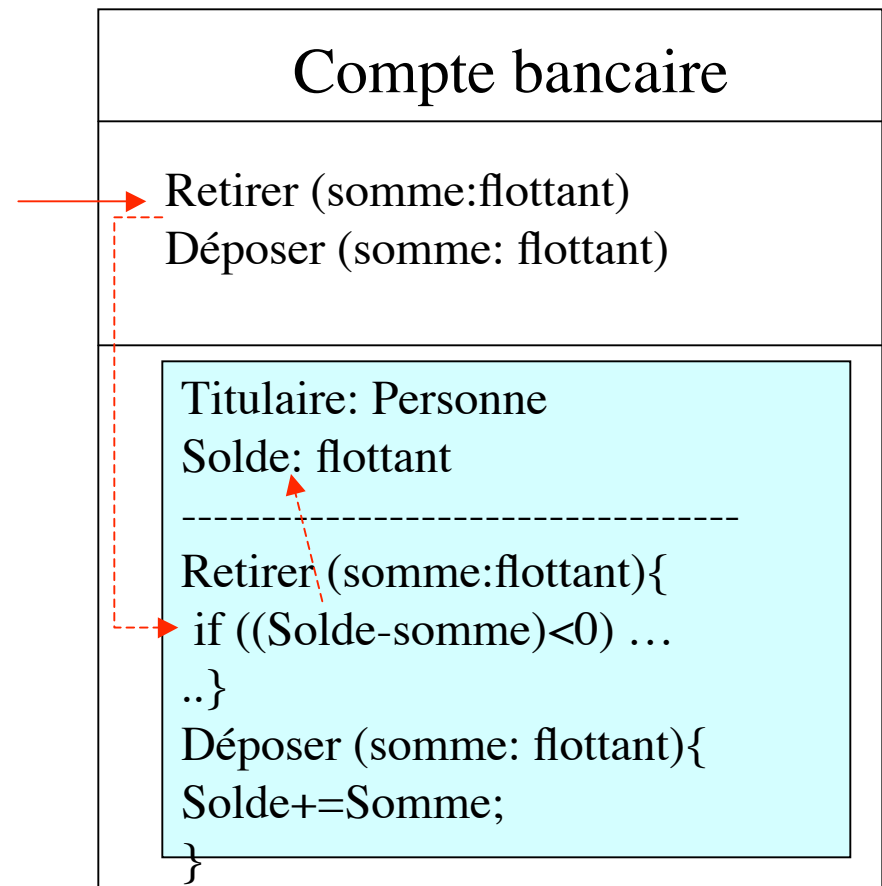 Compte bancaire
Retirer (somme:flottant)
Déposer (somme: flottant)
Titulaire: Personne
Solde: flottant
-----------------------------------
Retirer (somme:flottant){
if ((Solde-somme)<0) …
..}
Déposer (somme: flottant){
Solde+=Somme;
}